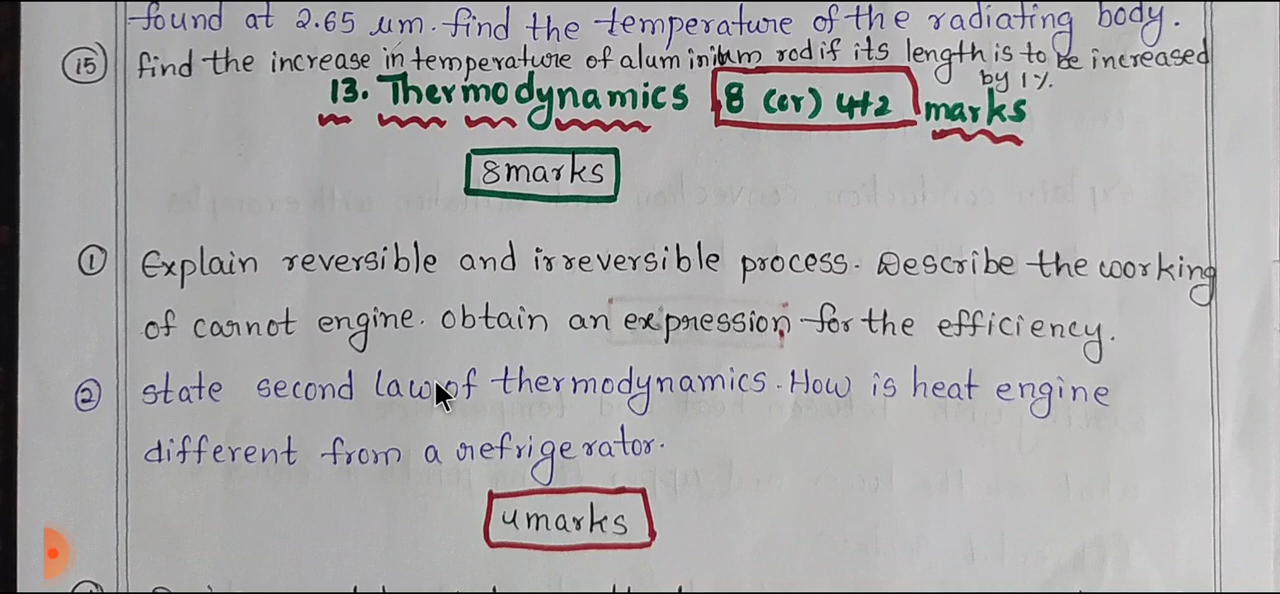 found at 2.65 µm. find the temperature of the radiating body.
15 find the increase in temperature of aluminium rod if its length is to be increased
by 1%.
13. Thermodynamics 8 (or) 4+2 marks
8marks
1 Explain reversible and irreversible process. Describe the working
of carnot engine. obtain an expression for the efficiency.
2 state second law of thermodynamics. How is heat engine
different from a refrigerator.
4marks